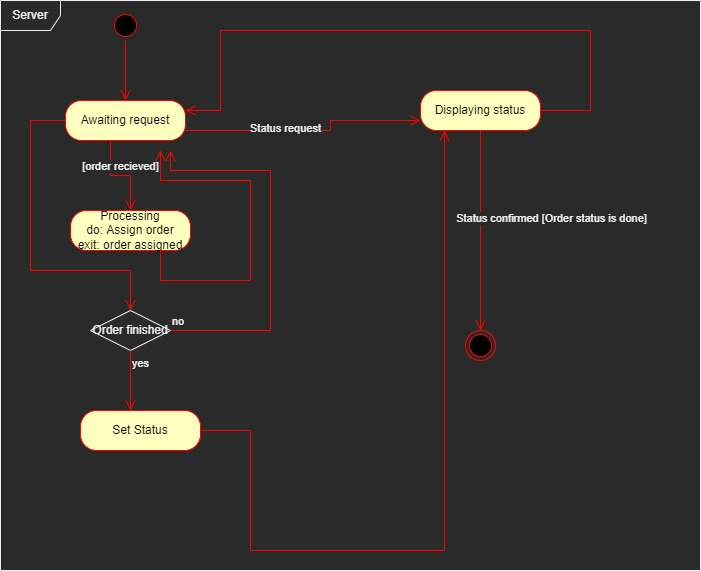 Server
Awaiting request
Displaying status
Status request
[order recieved]
Processing
do: Assign order
exit: order assigned
Status confirmed [Order status is done]
Order finished
no
yes
Set Status